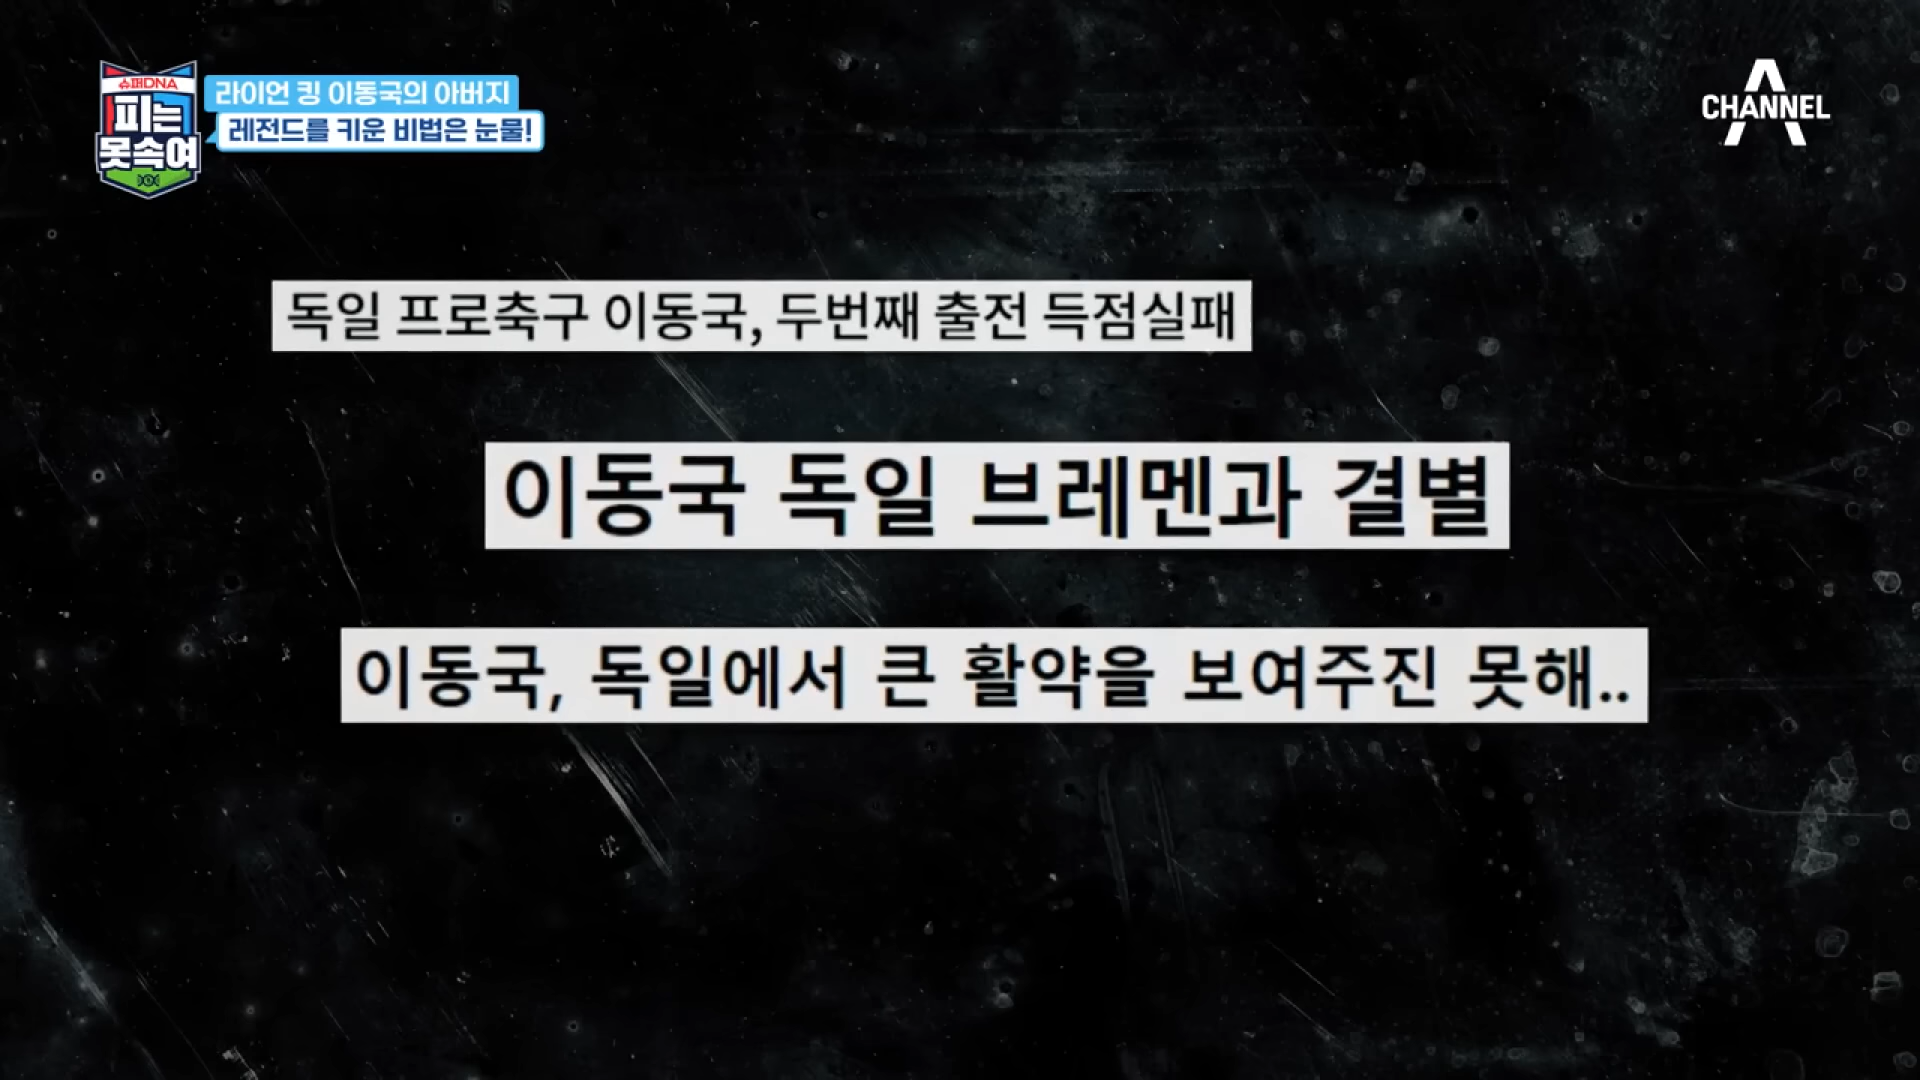 슈퍼DNA
피는
못속여
라이언 킹 이동국의 아버지
레전드를 키운 비법은 눈물!
CHANNEL A
독일 프로축구 이동국, 두번째 출전 득점실패
이동국 독일 브레멘과 결별
이동국, 독일에서 큰 활약을 보여주진 못해..